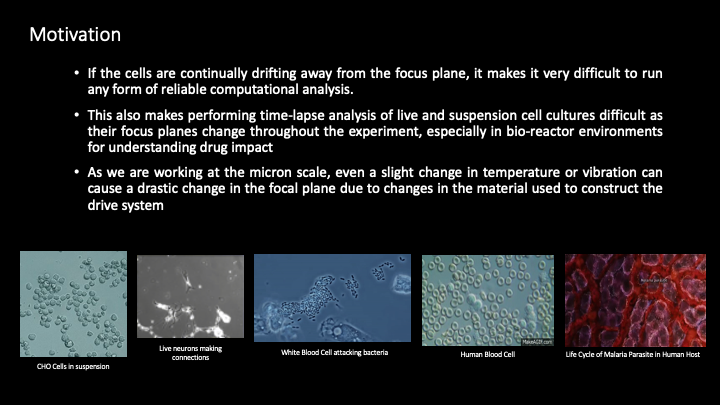 Motivation
• If the cells are continually drifting away from the focus plane, it makes it very difficult to run
any form of reliable computational analysis.
• This also makes performing time-lapse analysis of live and suspension cell cultures difficult as
their focus planes change throughout the experiment, especially in bio-reactor environments
for understanding drug impact
• As we are working at the micron scale, even a slight change in temperature or vibration can
cause a drastic change in the focal plane due to changes in the material used to construct the
drive system
CHO Cells in suspension
Live neurons making
connections
White Blood Cell attacking bacteria
MakeAGIF.com
Human Blood Cell
Malaria parasite
Life Cycle of Malaria Parasite in Human Host